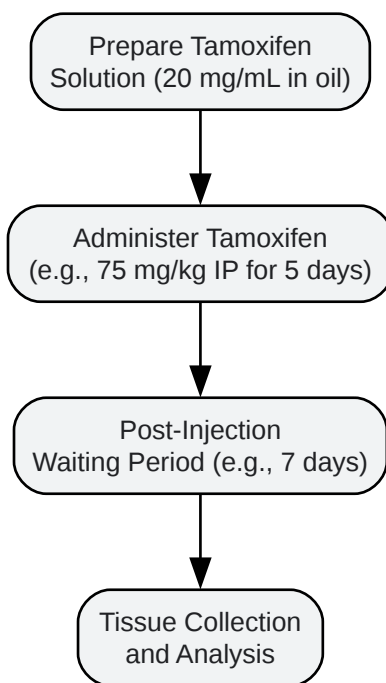 Prepare Tamoxifen
Solution (20 mg/mL in oil)
Administer Tamoxifen
(e.g., 75 mg/kg IP for 5 days)
Post-Injection
Waiting Period (e.g., 7 days)
Tissue Collection
and Analysis